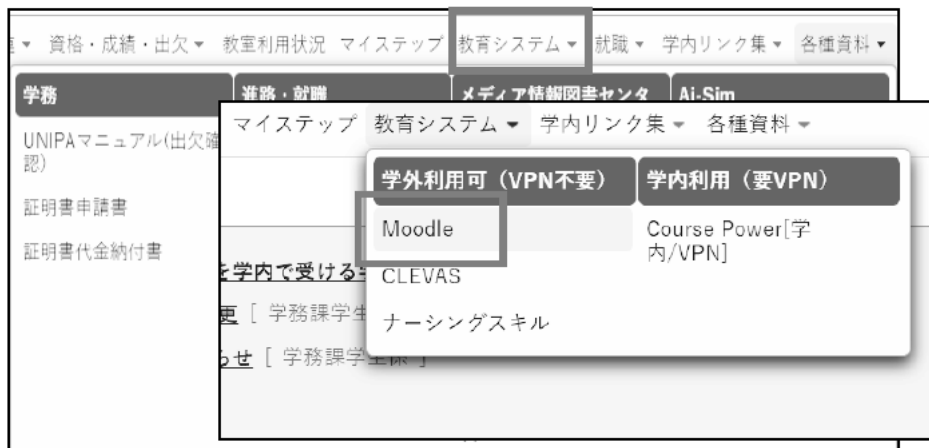 資格・成績・出欠▼ 教室利用状況 マイステップ 教育システム▼ 就職▼ 学内リンク集▼ 各種資料▼
学務 進路・就職 メディア情報図書センタ Ai-Sim
UNIPAマニュアル(出欠確
認)
証明書申請書
証明書代金納付書
マイステップ 教育システム▼ 学内リンク集▼ 各種資料▼
学外利用可（VPN不要） 学内利用（要VPN）
Moodle
Course Power[学
内/VPN]
CLEVAS
ナーシングスキル
を学内で受ける
更 [ 学務課学生
らせ [ 学務課学生係 ]